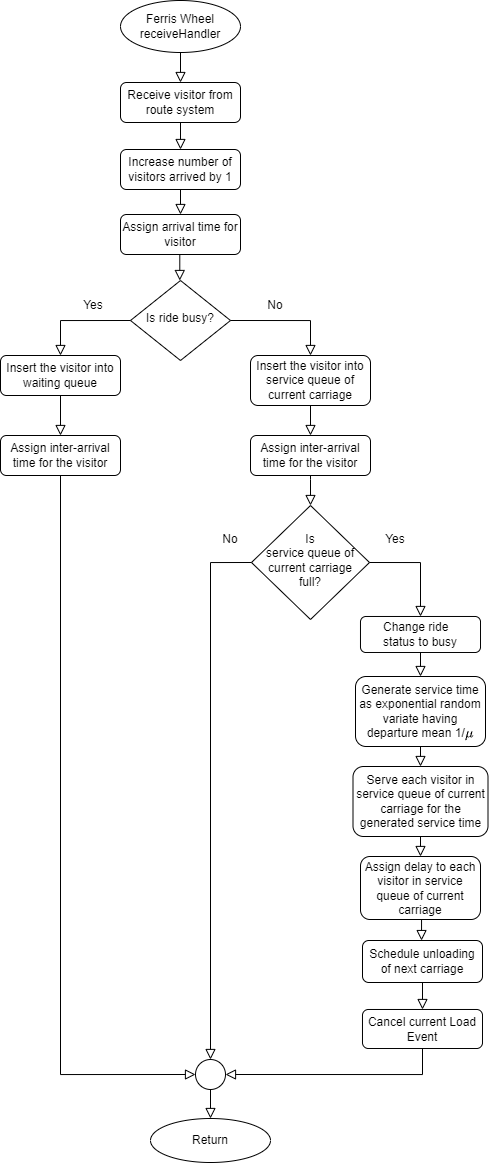 Ferris Wheel
receiveHandler
Receive visitor from
route system
Increase number of
visitors arrived by 1
Assign arrival time for
visitor
Is ride busy?
Yes
No
Insert the visitor into
waiting queue
Insert the visitor into
service queue of
current carriage
Assign inter-arrival
time for the visitor
Assign inter-arrival
time for the visitor
Is
service queue of
current carriage
full?
No
Yes
Change ride
status to busy
Generate service time
as exponential random
variate having
departure mean 1/μ
Serve each visitor in
service queue of current
carriage for the
generated service time
Assign delay to each
visitor in service
queue of current
carriage
Schedule unloading
of next carriage
Cancel current Load
Event
Return